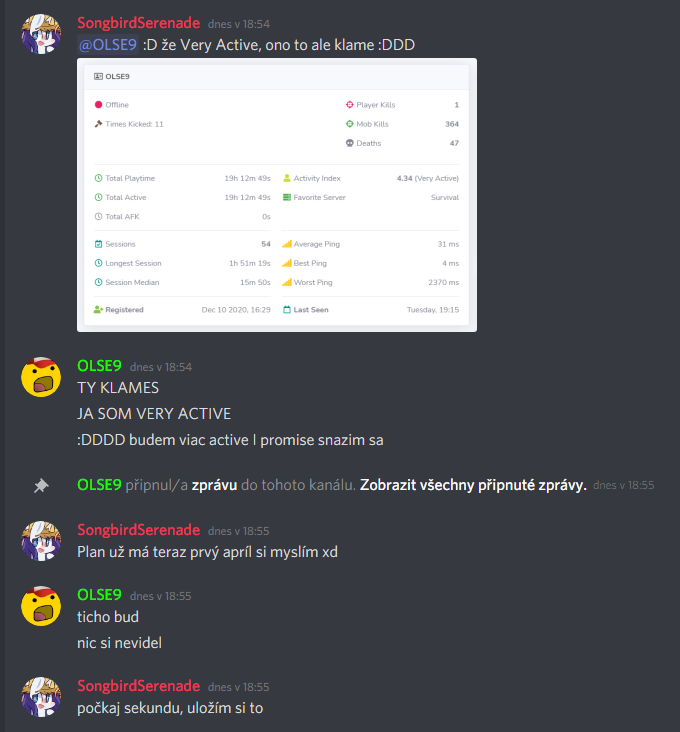 SongbirdSerenade dnes v 18:54
@OLSE9 :D že Very Active, ono to ale klame :DDD
OLSE9
Offline
Player Kills 1
Times Kicked: 11
Mob Kills 364
Deaths 47
Total Playtime 19h 12m 49s
Activity Index 4.34 (Very Active)
Total Active 19h 12m 49s
Favorite Server Survival
Total AFK 0s
Sessions 54
Average Ping 31 ms
Longest Session 1h 51m 19s
Best Ping 4 ms
Session Median 15m 50s
Worst Ping 2370 ms
Registered Dec 10 2020, 16:29
Last Seen Tuesday, 19:15
OLSE9 dnes v 18:54
TY KLAMES
JA SOM VERY ACTIVE
:DDDD budem viac active I promise snazim sa
OLSE9 připnul/a zprávu do tohoto kanálu. Zobrazit všechny připnuté zprávy. dnes v 18:55
SongbirdSerenade dnes v 18:55
Plan už má teraz prvý apríl si myslím xd
OLSE9 dnes v 18:55
ticho bud
nic si nevidel
SongbirdSerenade dnes v 18:55
počkaj sekundu, uložím si to